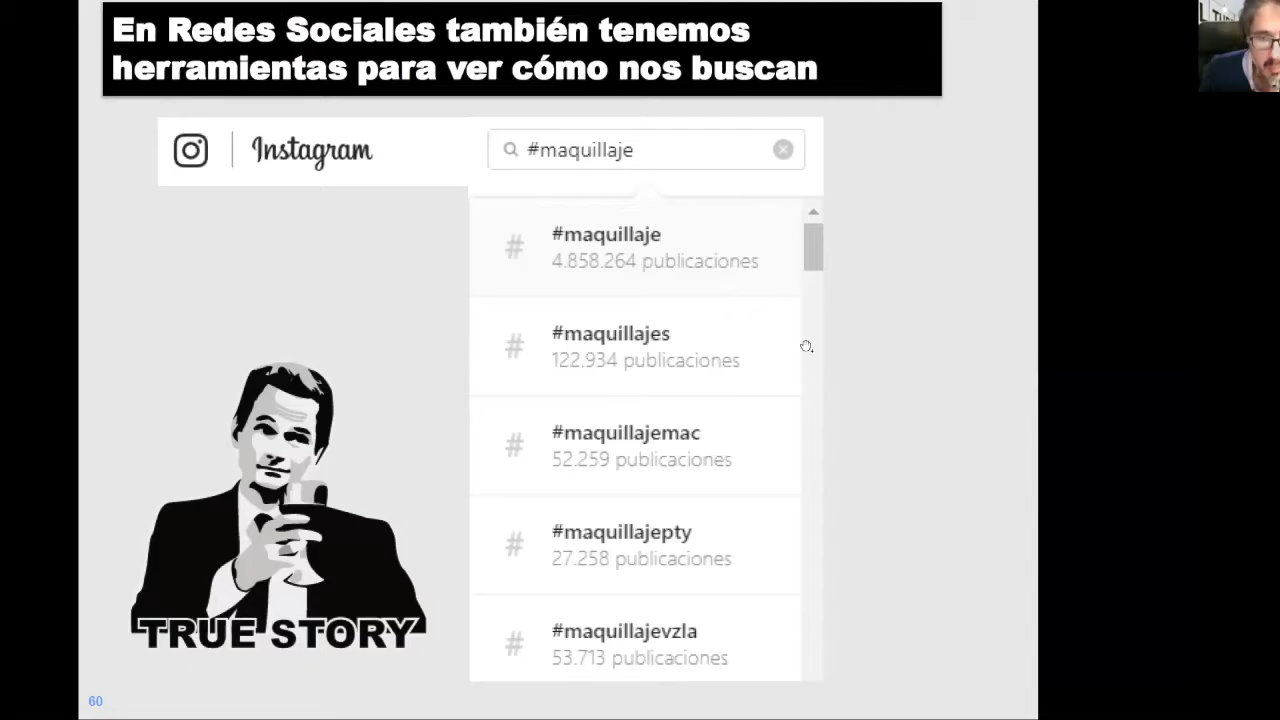 En Redes Sociales también tenemos
herramientas para ver cómo nos buscan
Instagram
#maquillaje
#maquillaje
4.858.264 publicaciones
#maquillajes
122.934 publicaciones
#maquillajemac
52.259 publicaciones
#maquillajepty
27.258 publicaciones
#maquillajevzla
53.713 publicaciones
TRUE STORY
60